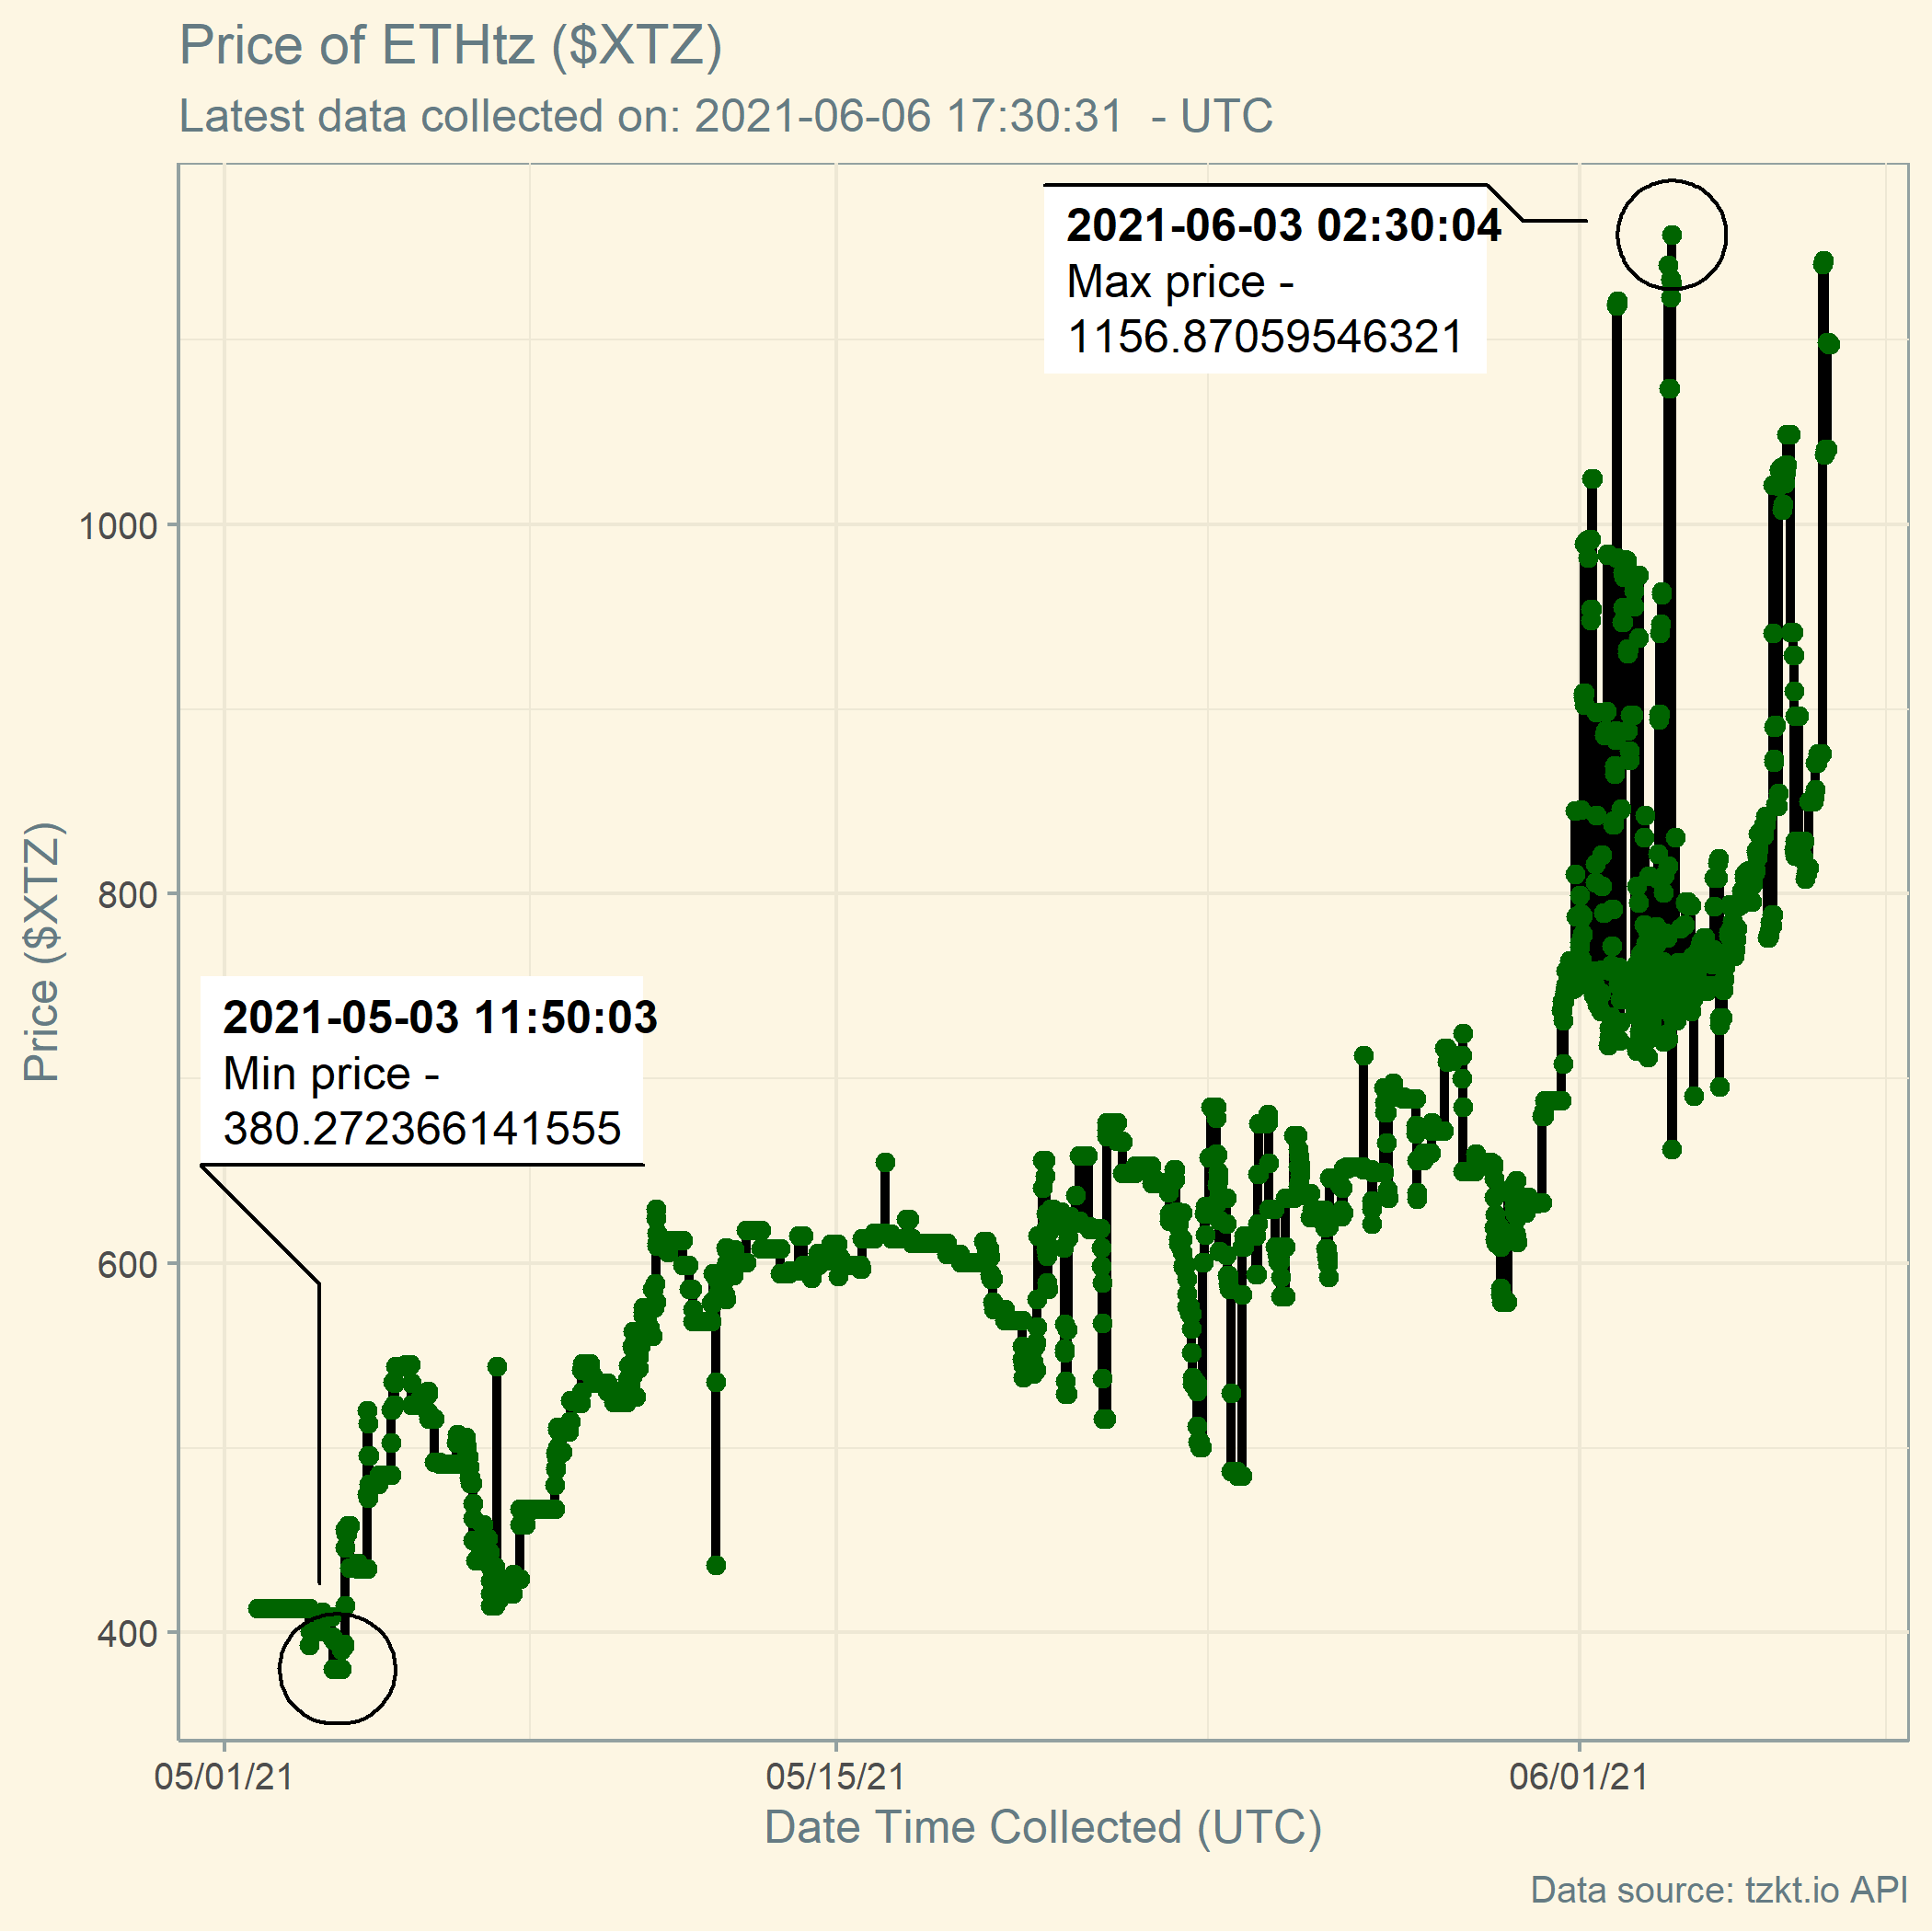 Price of ETHtz ($XTZ)
Latest data collected on: 2021-06-06 17:30:31  - UTC
2021-06-03 02:30:04
Max price -
1156.87059546321
1000
800
600
400
Price ($XTZ)
2021-05-03 11:50:03
Min price -
380.272366141555
05/01/21
05/15/21
06/01/21
Date Time Collected (UTC)
Data source: tzkt.io API